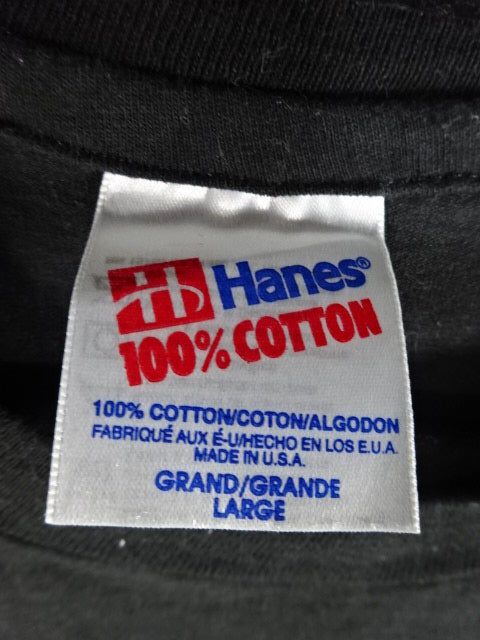 Hanes®
100% COTTON
100% COTTON/COTON/ALGODON
FABRIQUÉ AUX É-U/HECHO EN LOS E.U.A.
MADE IN U.S.A.
GRAND/GRANDE
LARGE